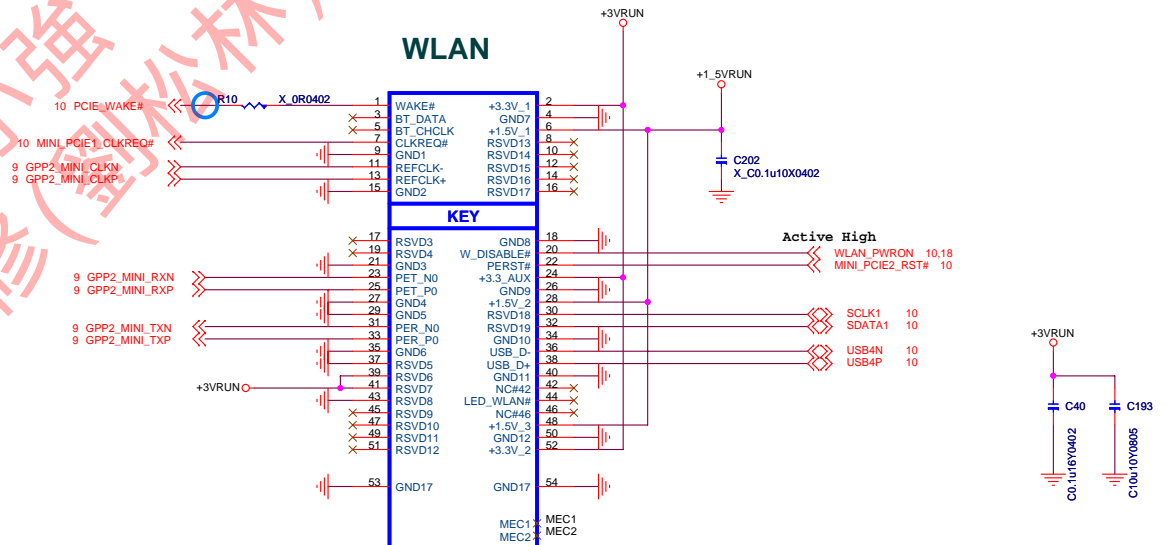 小強
修(劉松林)
WLAN
+3VRUN
+1_5VRUN
10 PCIE_WAKE#
R10
X_0R0402
1 WAKE# +3.3V_1 2
3 BT_DATA GND7 4
5 BT_CHCLK +1.5V_1 6
10 MINI_PCIE1_CLKREQ# 7 CLKREQ# RSVD13 8
9 GND1 RSVD14 10
9 GPP2_MINI_CLKN 11 REFCLK- RSVD15 12
9 GPP2_MINI_CLKP 13 REFCLK+ RSVD16 14
15 GND2 RSVD17 16
C202
X_C0.1u10X0402
KEY
Active High
17 RSVD3 GND8 18
19 RSVD4 W_DISABLE# 20 WLAN_PWRON 10,18
21 GND3 PERST# 22 MINI_PCIE2_RST# 10
9 GPP2_MINI_RXN 23 PET_N0 +3.3_AUX 24
9 GPP2_MINI_RXP 25 PET_P0 GND9 26
27 GND4 +1.5V_2 28
29 GND5 RSVD18 30 SCLK1 10
9 GPP2_MINI_TXN 31 PER_N0 RSVD19 32 SDATA1 10
9 GPP2_MINI_TXP 33 PER_P0 GND10 34
35 GND6 USB_D- 36 USB4N 10
37 RSVD5 USB_D+ 38 USB4P 10
39 RSVD6 GND11 40
+3VRUN 41 RSVD7 NC#42 42
43 RSVD8 LED_WLAN# 44
45 RSVD9 NC#46 46
47 RSVD10 +1.5V_3 48
49 RSVD11 GND12 50
51 RSVD12 +3.3V_2 52
53 GND17 GND17 54
MEC1 MEC1
MEC2 MEC2
+3VRUN
C40
C0.1u16Y0402
C193
C10u10Y0805